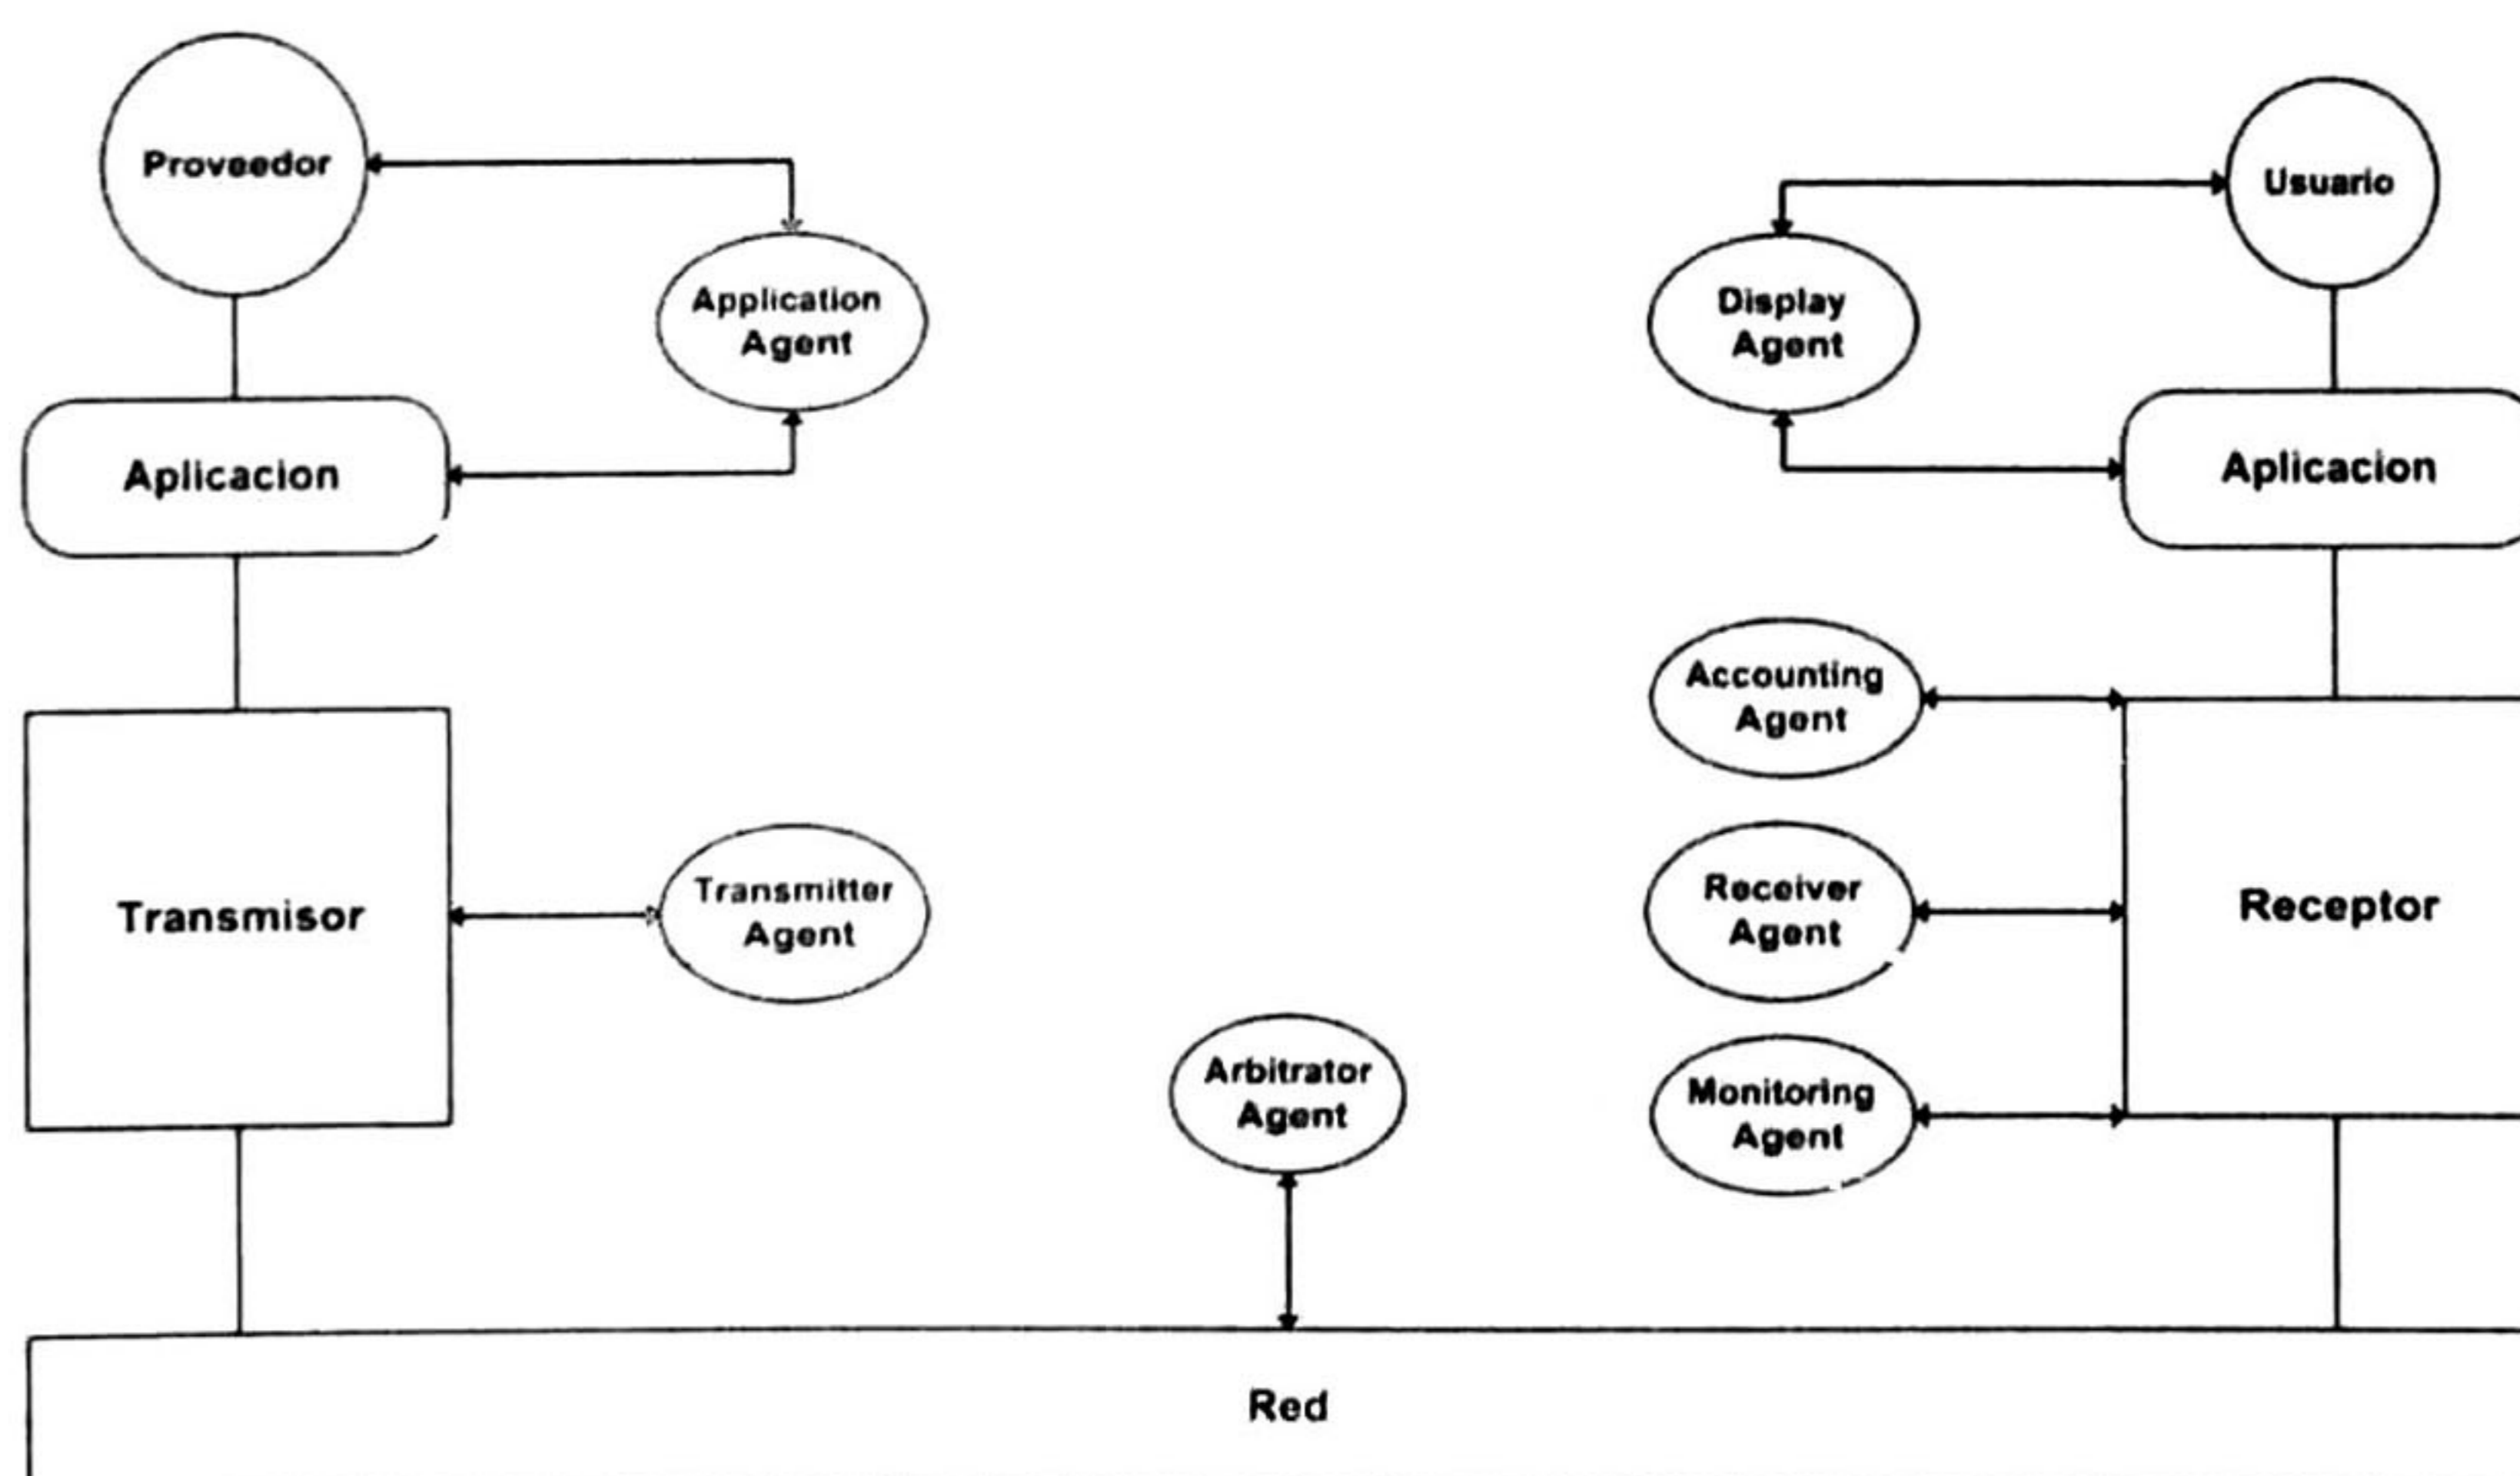 Proveedor
Application
Agent
Aplicacion
Transmisor
Transmitter
Agent
Arbitrator
Agent
Usuario
Display
Agent
Aplicacion
Accounting
Agent
Receiver
Agent
Receptor
Monitoring
Agent
Red